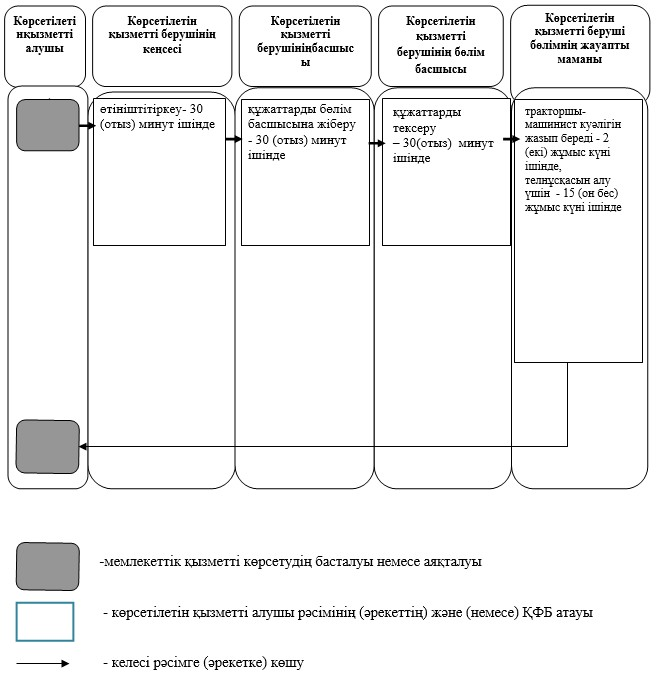 Көрсетілеті
нқызметті
алушы
Көрсетілетін
қызметті берушінің
кеңсесі
Көрсетілетін
қызметті
берушініңбасшыс
ы
Көрсетілетін
қызметті
берушінің бөлім
басшысы
Көрсетілетін
қызметті беруші
бөлімнің жауапты
маманы
өтініштітіркеу- 30
(отыз) минут ішінде
құжаттарды бөлім
басшысына жіберу
- 30 (отыз) минут
ішінде
құжаттарды
тексеру
– 30(отыз) минут
ішінде
тракторшы-
машинист куәлігін
жазып береді - 2
(екі) жұмыс күні
ішінде,
телнұсқасын алу
үшін - 15 (он бес)
жұмыс күні ішінде
-мемлекеттік қызметті көрсетудің басталуы немесе аяқталуы
- көрсетілетін қызметті алушы рәсімінің (әрекеттің) және (немесе) ҚФБ атауы
- келесі рәсімге (әрекетке) көшу